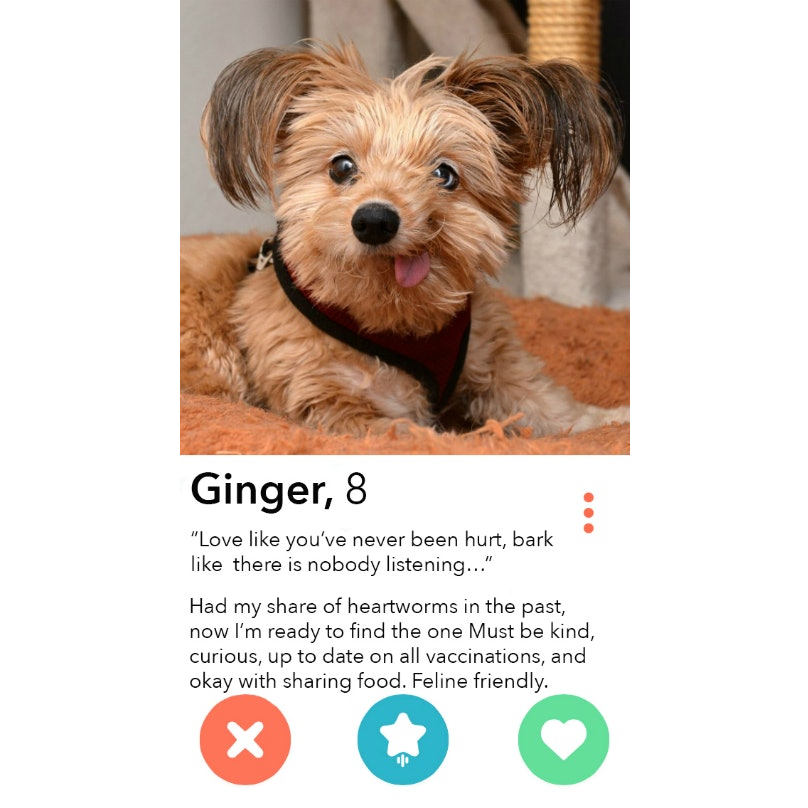 Ginger, 8
“Love like you’ve never been hurt, bark
like  there is nobody listening...”
Had my share of heartworms in the past,
now I’m ready to find the one Must be kind,
curious, up to date on all vaccinations, and
okay with sharing food. Feline friendly.